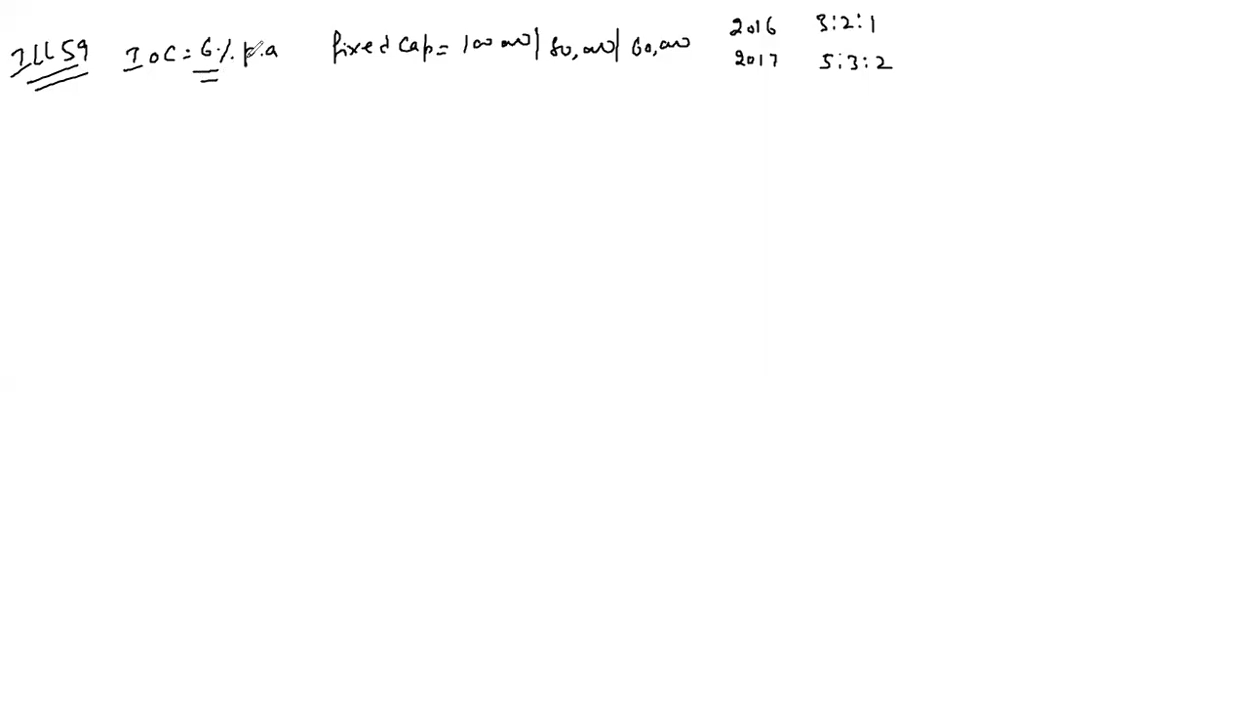 ILL 59 IOC = 6 %. p.a fixed Cap = 100 000 | 80,000 | 60,000
2016 3:2:1
2017 5:3:2